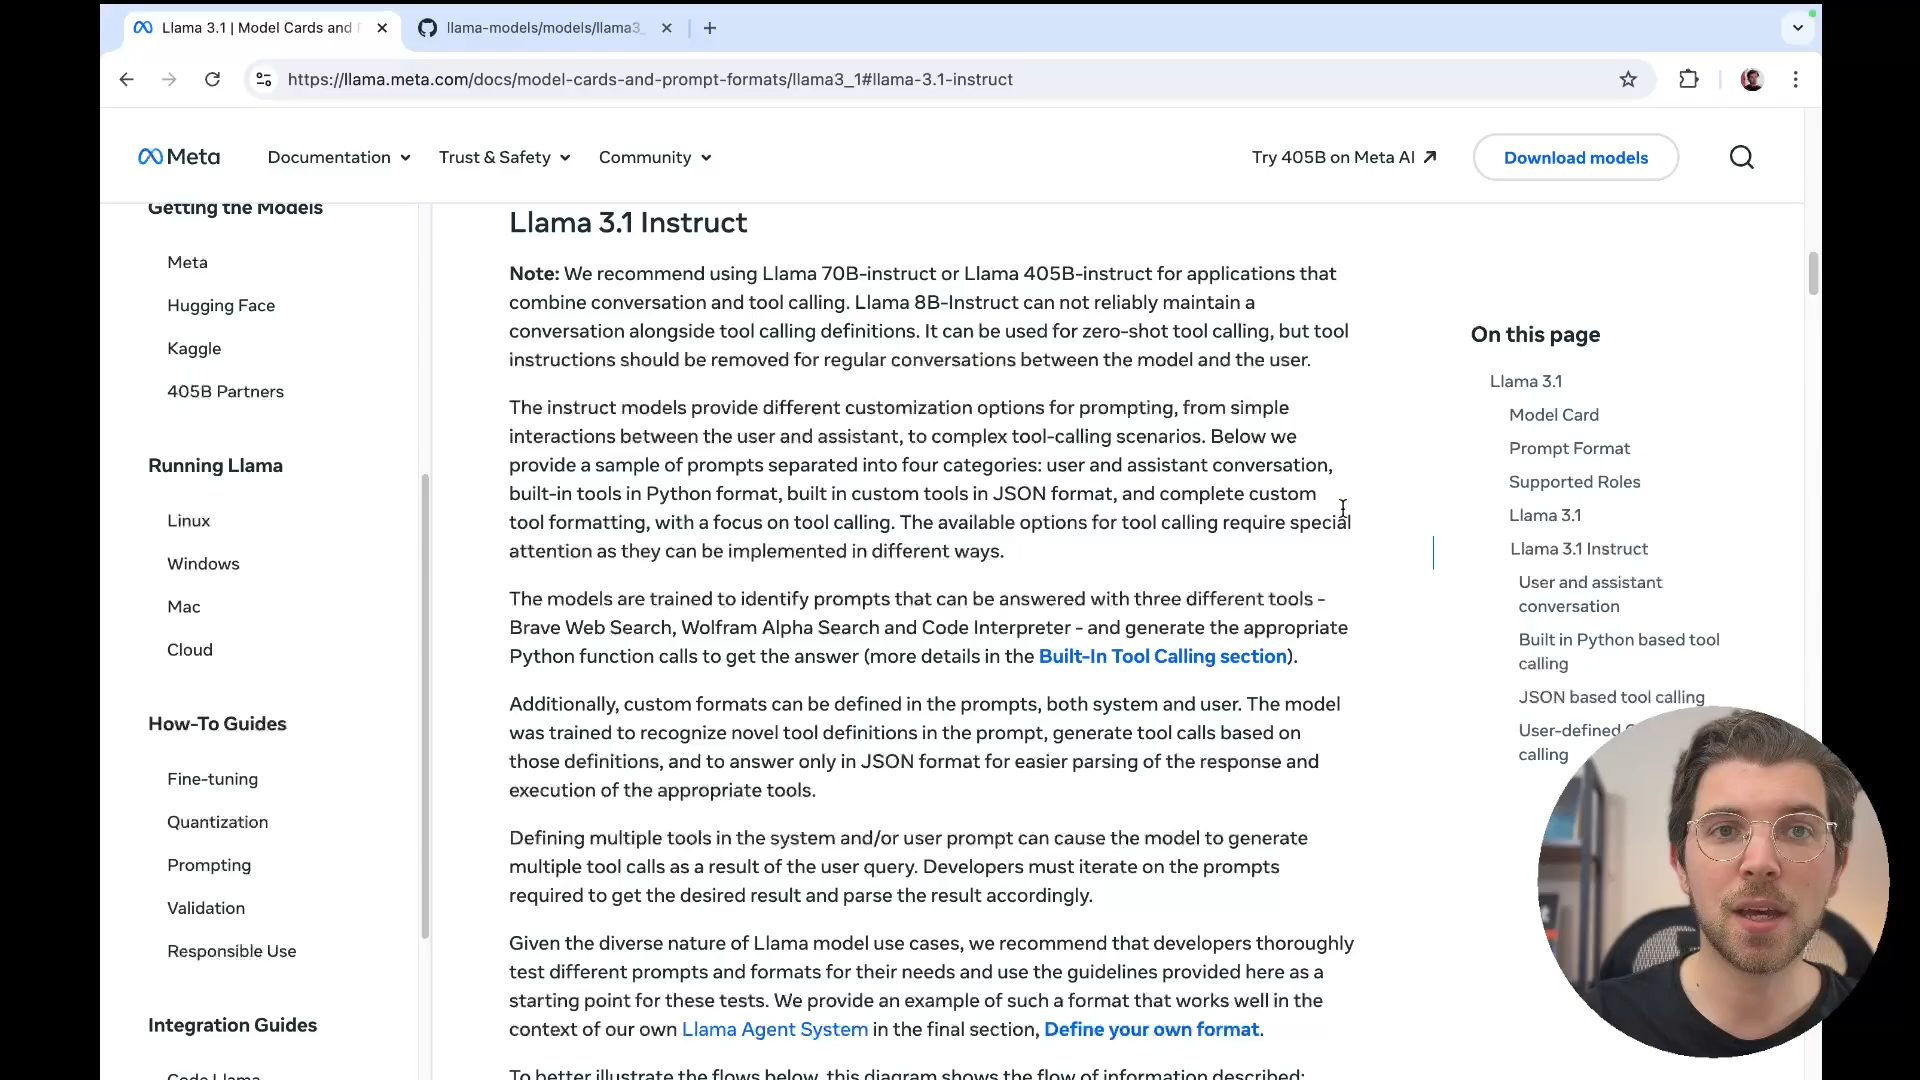 Llama 3.1 | Model Cards and
llama-models/models/llama3_
https://llama.meta.com/docs/model-cards-and-prompt-formats/llama3_1#llama-3.1-instruct
Meta
Documentation
Trust & Safety
Community
Try 405B on Meta AI
Download models
Getting the Models
Meta
Hugging Face
Kaggle
405B Partners
Running Llama
Linux
Windows
Mac
Cloud
How-To Guides
Fine-tuning
Quantization
Prompting
Validation
Responsible Use
Integration Guides
Code Llama
Llama 3.1 Instruct
Note: We recommend using Llama 70B-instruct or Llama 405B-instruct for applications that
combine conversation and tool calling. Llama 8B-Instruct can not reliably maintain a
conversation alongside tool calling definitions. It can be used for zero-shot tool calling, but tool
instructions should be removed for regular conversations between the model and the user.
The instruct models provide different customization options for prompting, from simple
interactions between the user and assistant, to complex tool-calling scenarios. Below we
provide a sample of prompts separated into four categories: user and assistant conversation,
built-in tools in Python format, built in custom tools in JSON format, and complete custom
tool formatting, with a focus on tool calling. The available options for tool calling require special
attention as they can be implemented in different ways.
The models are trained to identify prompts that can be answered with three different tools -
Brave Web Search, Wolfram Alpha Search and Code Interpreter - and generate the appropriate
Python function calls to get the answer (more details in the Built-In Tool Calling section).
Additionally, custom formats can be defined in the prompts, both system and user. The model
was trained to recognize novel tool definitions in the prompt, generate tool calls based on
those definitions, and to answer only in JSON format for easier parsing of the response and
execution of the appropriate tools.
Defining multiple tools in the system and/or user prompt can cause the model to generate
multiple tool calls as a result of the user query. Developers must iterate on the prompts
required to get the desired result and parse the result accordingly.
Given the diverse nature of Llama model use cases, we recommend that developers thoroughly
test different prompts and formats for their needs and use the guidelines provided here as a
starting point for these tests. We provide an example of such a format that works well in the
context of our own Llama Agent System in the final section, Define your own format.
To better illustrate the flows below, this diagram shows the flow of information described:
On this page
Llama 3.1
Model Card
Prompt Format
Supported Roles
Llama 3.1
Llama 3.1 Instruct
User and assistant
conversation
Built in Python based tool
calling
JSON based tool calling
User-defined
calling